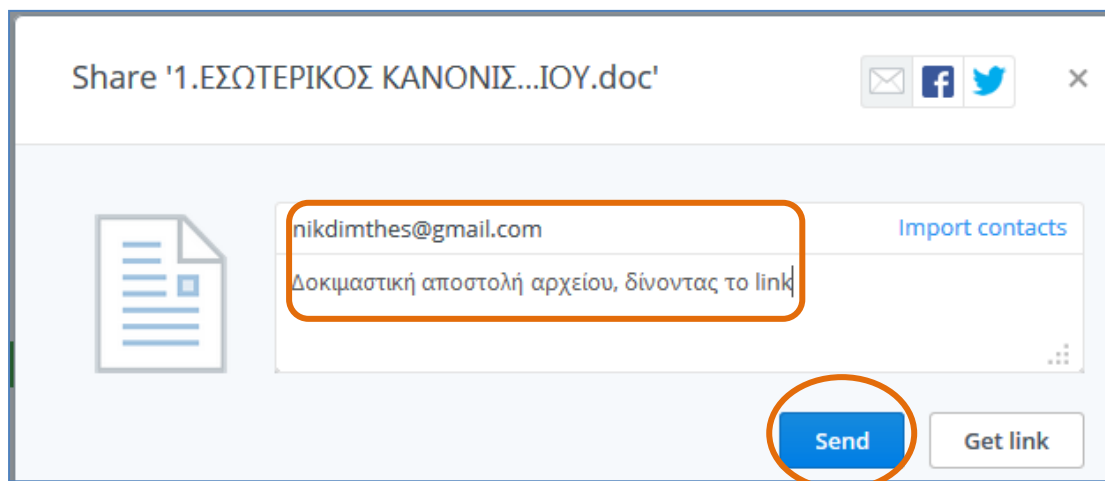 Share '1.ΕΣΩΤΕΡΙΚΟΣ ΚΑΝΟΝΙΣ...ΙΟΥ.doc'
nikdimthes@gmail.com Import contacts
Δοκιμαστική αποστολή αρχείου, δίνοντας το link
Send Get link